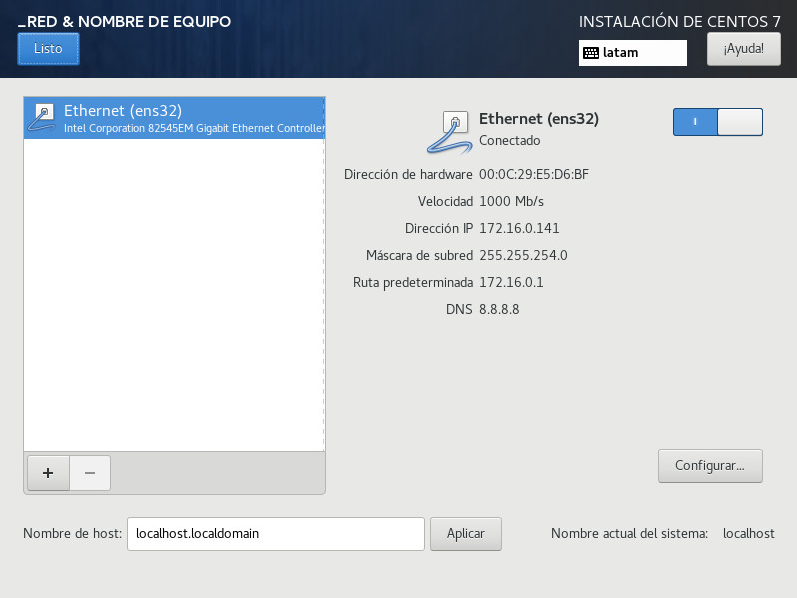 _RED & NOMBRE DE EQUIPO
INSTALACIÓN DE CENTOS 7
Listo
latam
¡Ayuda!
Ethernet (ens32)
Intel Corporation 82545EM Gigabit Ethernet Controller
Ethernet (ens32)
Conectado
Dirección de hardware 00:0C:29:E5:D6:BF
Velocidad 1000 Mb/s
Dirección IP 172.16.0.141
Máscara de subred 255.255.254.0
Ruta predeterminada 172.16.0.1
DNS 8.8.8.8
+ −
Configurar...
Nombre de host: localhost.localdomain Aplicar Nombre actual del sistema: localhost